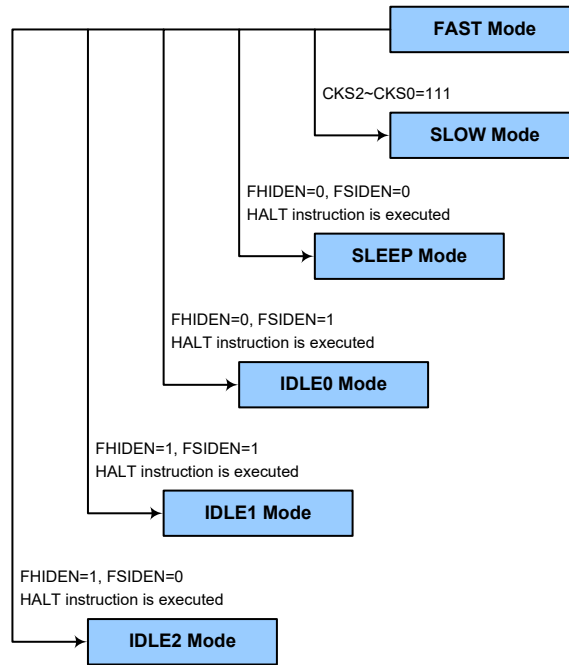 FAST Mode
CKS2~CKS0=111
SLOW Mode
FHIDEN=0, FSIDEN=0
HALT instruction is executed
SLEEP Mode
FHIDEN=0, FSIDEN=1
HALT instruction is executed
IDLE0 Mode
FHIDEN=1, FSIDEN=1
HALT instruction is executed
IDLE1 Mode
FHIDEN=1, FSIDEN=0
HALT instruction is executed
IDLE2 Mode